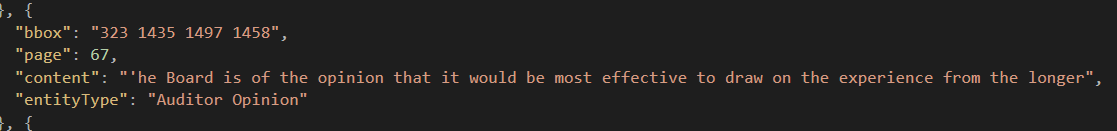 }, {
"bbox": "323 1435 1497 1458",
"page": 67,
"content": "'he Board is of the opinion that it would be most effective to draw on the experience from the longer",
"entityType": "Auditor Opinion"
}, {